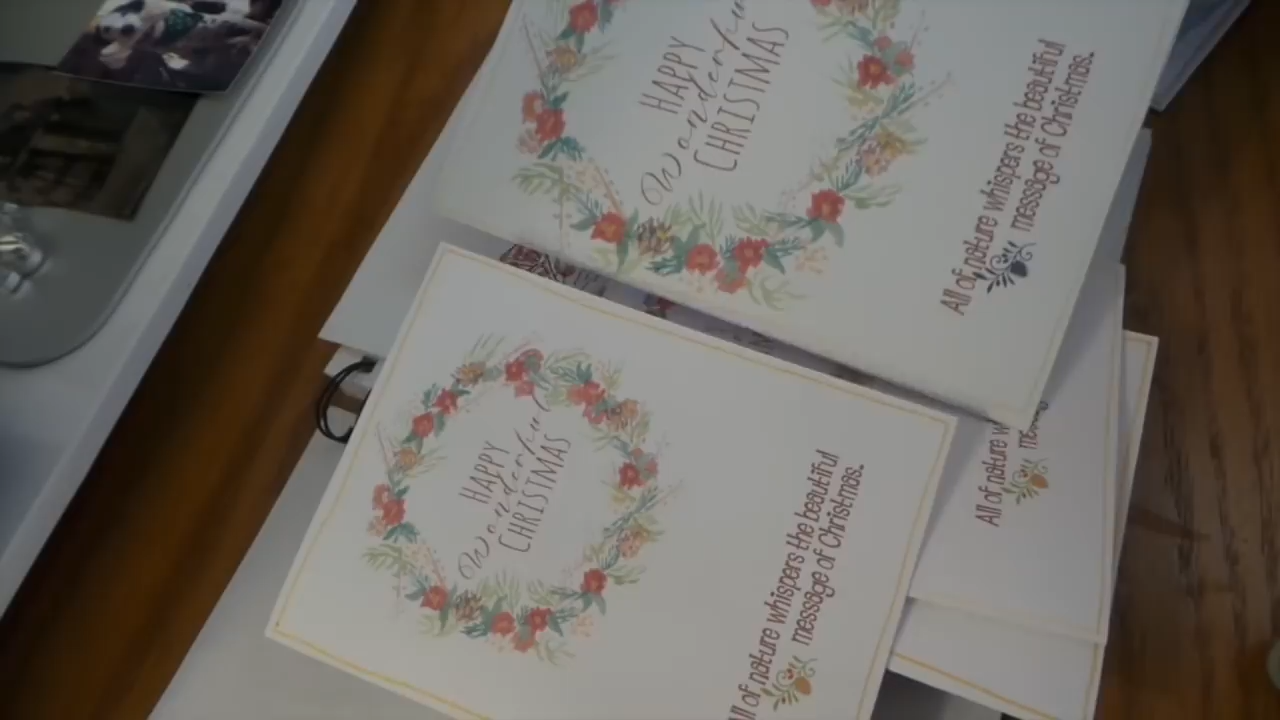 HAPPY
Wonderful
CHRISTMAS
All of nature whispers the beautiful
message of Christmas.
HAPPY
Wonderful
CHRISTMAS
All of nature whispers the beautiful
message of Christmas.
All of nature